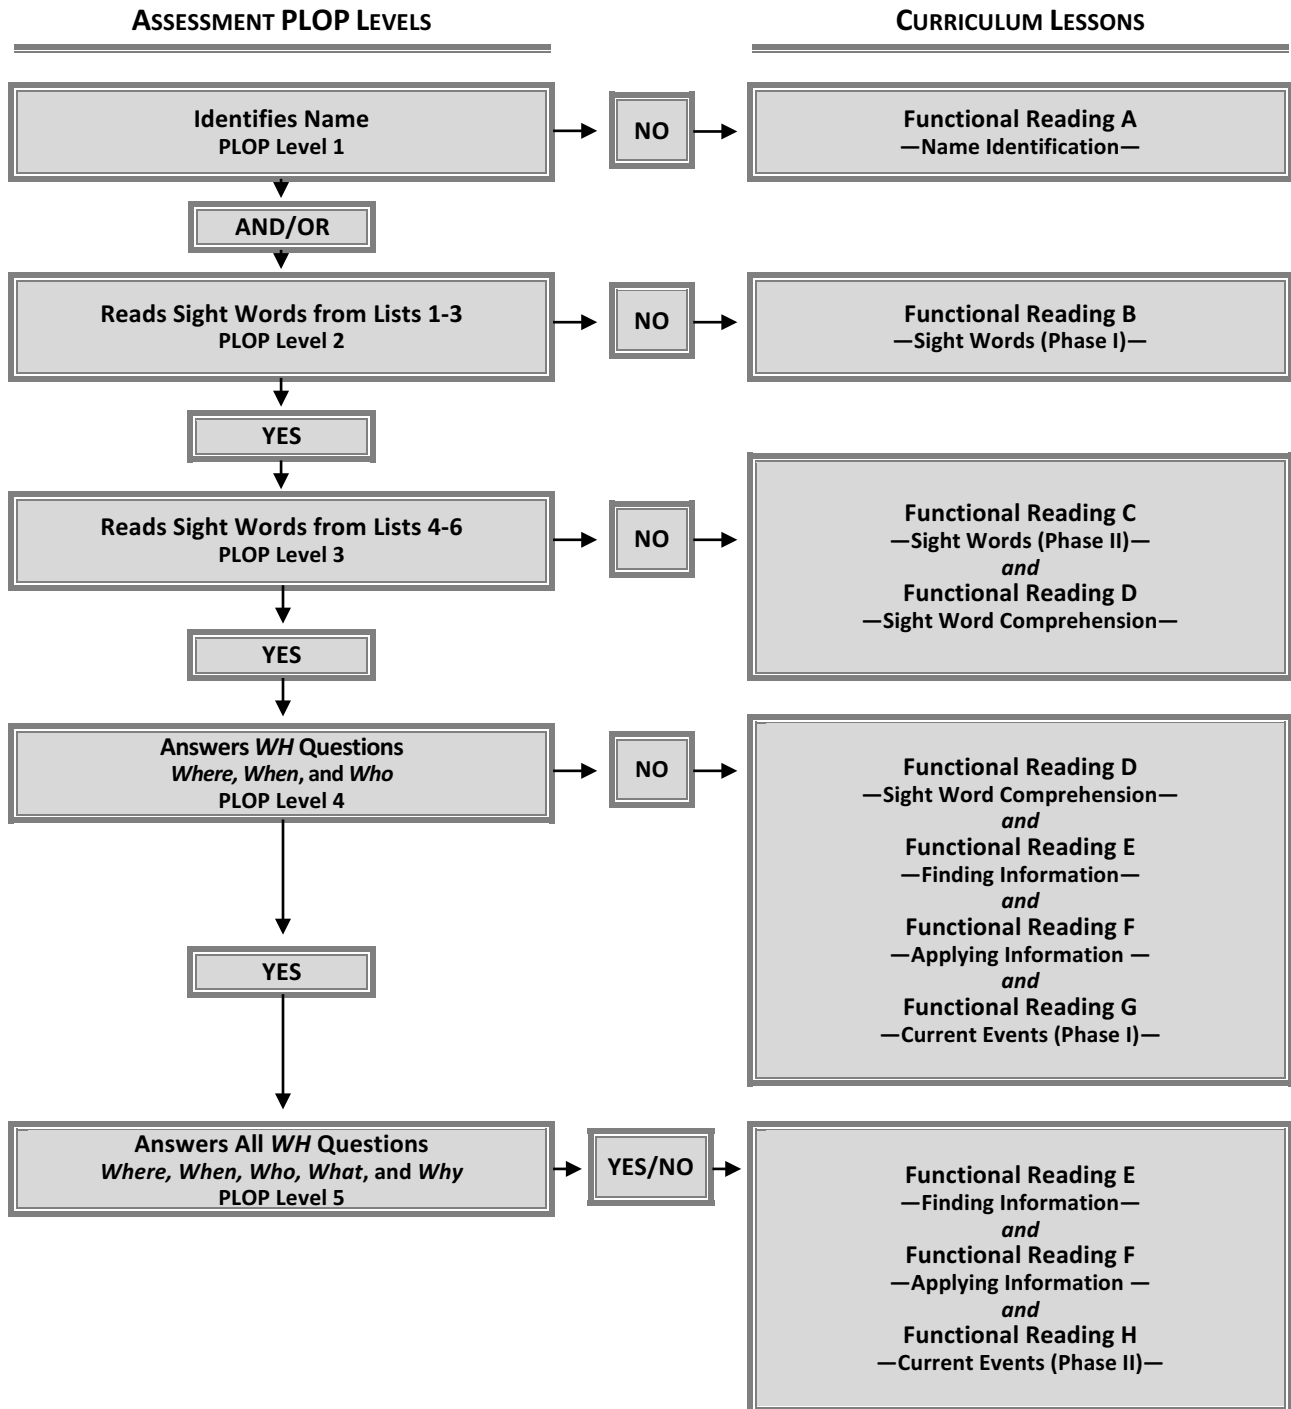 ASSESSMENT PLOP LEVELS
CURRICULUM LESSONS
Identifies Name
PLOP Level 1
NO
Functional Reading A
—Name Identification—
AND/OR
Reads Sight Words from Lists 1-3
PLOP Level 2
NO
Functional Reading B
—Sight Words (Phase I)—
YES
Reads Sight Words from Lists 4-6
PLOP Level 3
NO
Functional Reading C
—Sight Words (Phase II)—
and
Functional Reading D
—Sight Word Comprehension—
YES
Answers WH Questions
Where, When, and Who
PLOP Level 4
NO
Functional Reading D
—Sight Word Comprehension—
and
Functional Reading E
—Finding Information—
and
Functional Reading F
—Applying Information —
and
Functional Reading G
—Current Events (Phase I)—
YES
Answers All WH Questions
Where, When, Who, What, and Why
PLOP Level 5
YES/NO
Functional Reading E
—Finding Information—
and
Functional Reading F
—Applying Information —
and
Functional Reading H
—Current Events (Phase II)—